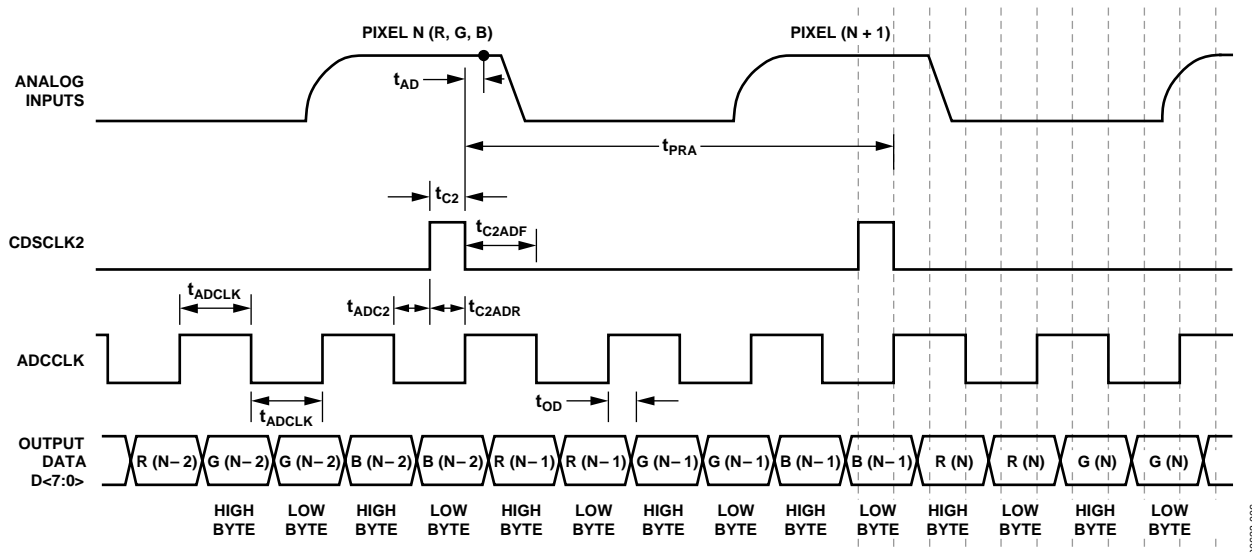 PIXEL N (R, G, B)
PIXEL (N + 1)
ANALOG
INPUTS
tAD
tPRA
tC2
CDSCLK2
tC2ADF
tADCLK
tADC2
tC2ADR
ADCCLK
tADCLK
tOD
OUTPUT
DATA
D<7:0>
R (N– 2) G (N– 2) G (N– 2) B (N– 2) B (N– 2) R (N– 1) R (N– 1) G (N– 1) G (N– 1) B (N– 1) B (N– 1) R (N) R (N) G (N) G (N)
HIGH LOW HIGH LOW HIGH LOW HIGH LOW HIGH LOW HIGH LOW HIGH LOW
BYTE BYTE BYTE BYTE BYTE BYTE BYTE BYTE BYTE BYTE BYTE BYTE BYTE BYTE